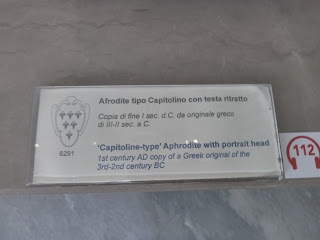 Afrodite tipo Capitolino con testa ritratto
Copia di fine I sec. d.C. da originale greco
di III-II sec. a.C.
6291
'Capitoline-type' Aphrodite with portrait head
1st century AD copy of a Greek original of the
3rd-2nd century BC
112